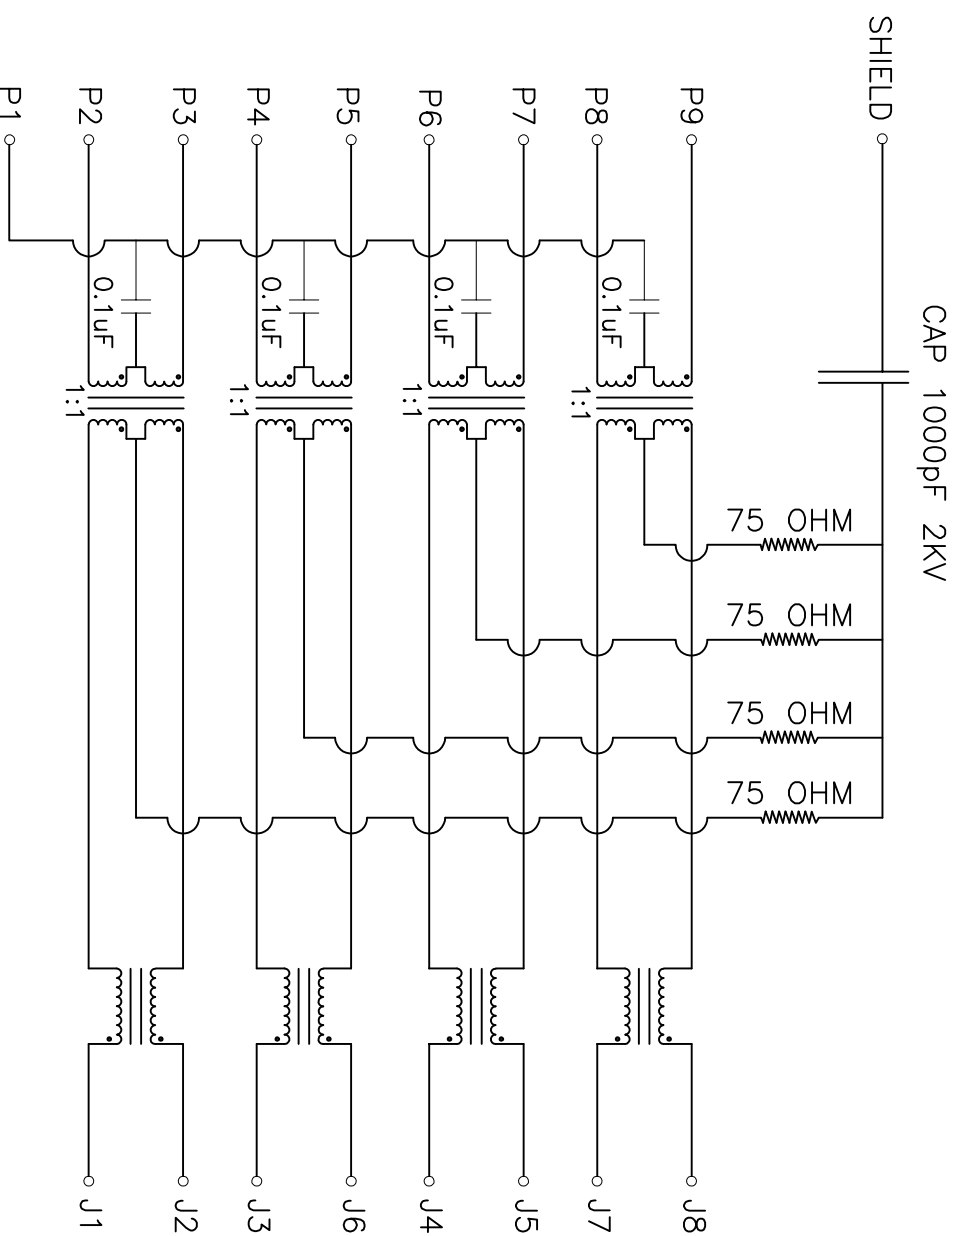 SHIELD
CAP 1000pF 2KV
P9
P8
P7
P6
P5
P4
P3
P2
P1
0.1uF
0.1uF
0.1uF
0.1uF
1:1
1:1
1:1
1:1
75 OHM
75 OHM
75 OHM
75 OHM
J8
J7
J5
J4
J6
J3
J2
J1